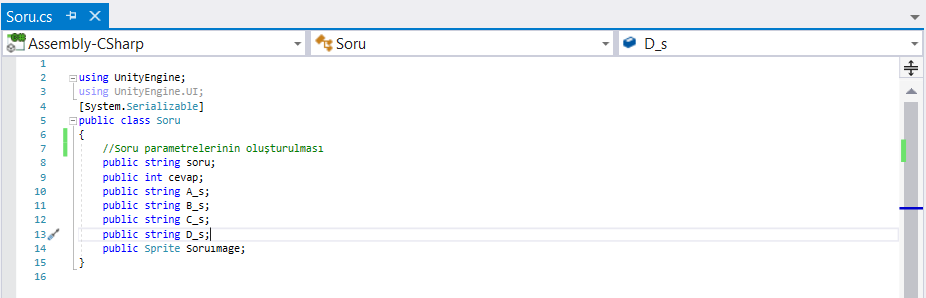 Soru.cs
Assembly-CSharp Soru D_s
1
2 using UnityEngine;
3 using UnityEngine.UI;
4 [System.Serializable]
5 public class Soru
6 {
7 //Soru parametrelerinin oluşturulması
8 public string soru;
9 public int cevap;
10 public string A_s;
11 public string B_s;
12 public string C_s;
13 public string D_s;
14 public Sprite Soruımage;
15 }
16